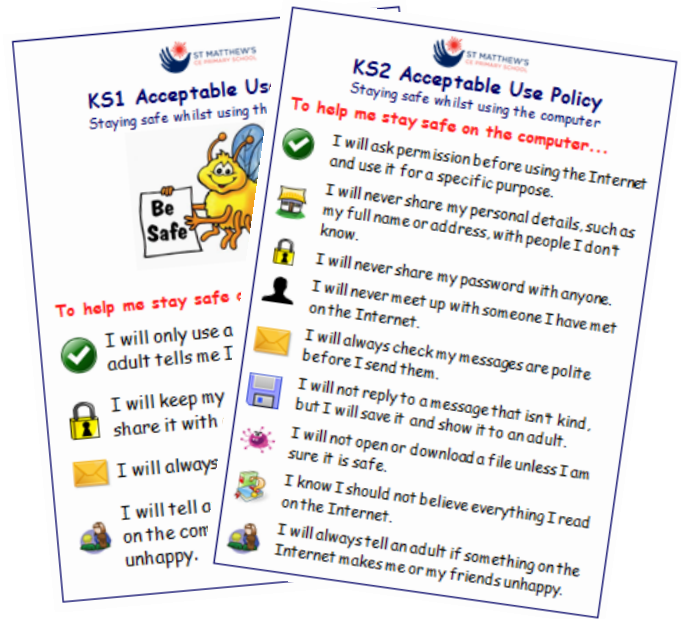 ST MATTHEW'S
CE PRIMARY SCHOOL
KS1 Acceptable
Staying safe whilst using
Be
Safe
To help me stay safe
I will only use a
adult tells me I
I will keep my
share it with
I will always
I will tell a
on the
unhappy.
ST MATTHEW'S
CE PRIMARY SCHOOL
KS2 Acceptable Use Policy
Staying safe whilst using the computer
To help me stay safe on the computer...
I will ask permission before using the Internet
and use it for a specific purpose.
I will never share my personal details, such as
my full name or address, with people I don't
know.
I will never share my password with anyone.
I will never meet up with someone I have met
on the Internet.
I will always check my messages are polite
before I send them.
I will not reply to a message that isn't kind,
but I will save it and show it to an adult.
I will not open or download a file unless I am
sure it is safe.
I know I should not believe everything I read
on the Internet.
I will always tell an adult if something on the
Internet makes me or my friends unhappy.